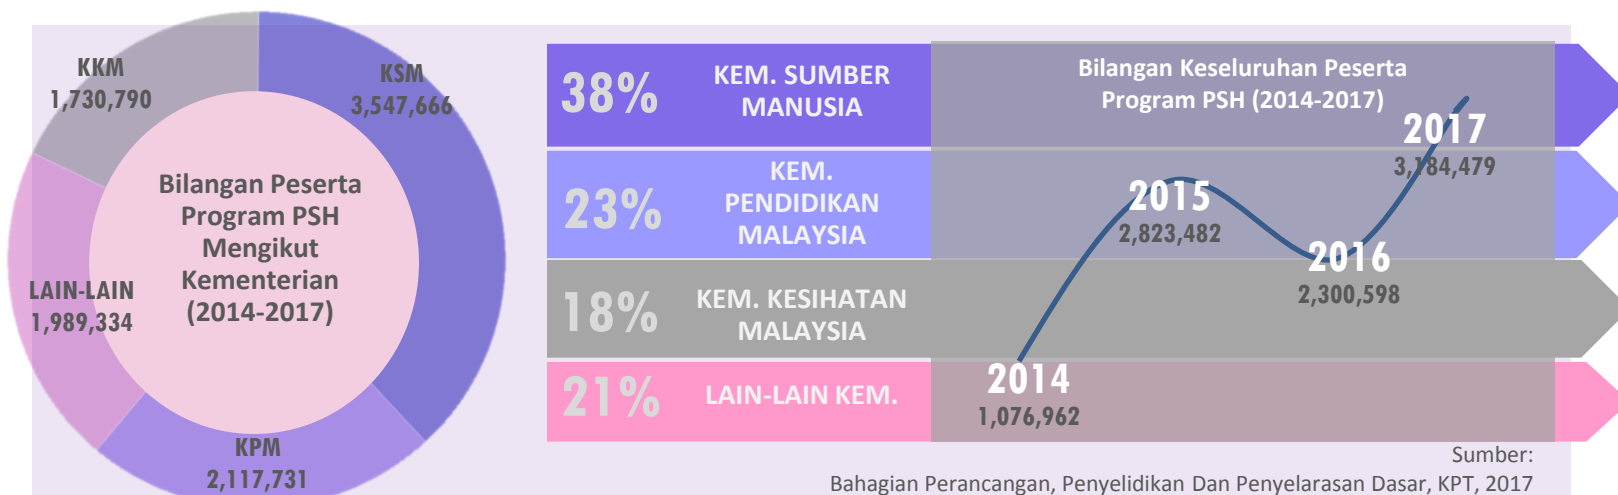 KKM
1,730,790
KSM
3,547,666
Bilangan Peserta
Program PSH
Mengikut
Kementerian
(2014-2017)
LAIN-LAIN
1,989,334
KPM
2,117,731
38%
KEM. SUMBER
MANUSIA
23%
KEM.
PENDIDIKAN
MALAYSIA
18%
KEM. KESIHATAN
MALAYSIA
21%
LAIN-LAIN KEM.
Bilangan Keseluruhan Peserta
Program PSH (2014-2017)
2014
1,076,962
2015
2,823,482
2016
2,300,598
2017
3,184,479
Sumber:
Bahagian Perancangan, Penyelidikan Dan Penyelarasan Dasar, KPT, 2017